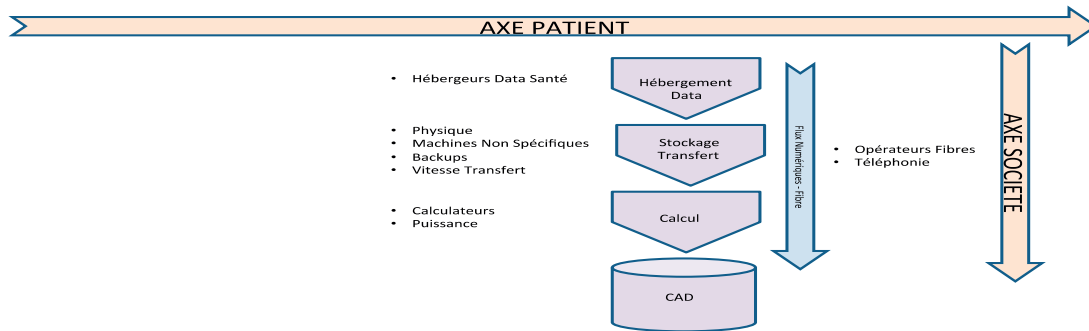 AXE PATIENT
• Hébergeurs Data Santé
Hébergement
Data
• Physique
• Machines Non Spécifiques
• Backups
• Vitesse Transfert
Stockage
Transfert
• Calculateurs
• Puissance
Calcul
CAD
Flux Numériques - Fibre
• Opérateurs Fibres
• Téléphonie
AXE SOCIETE